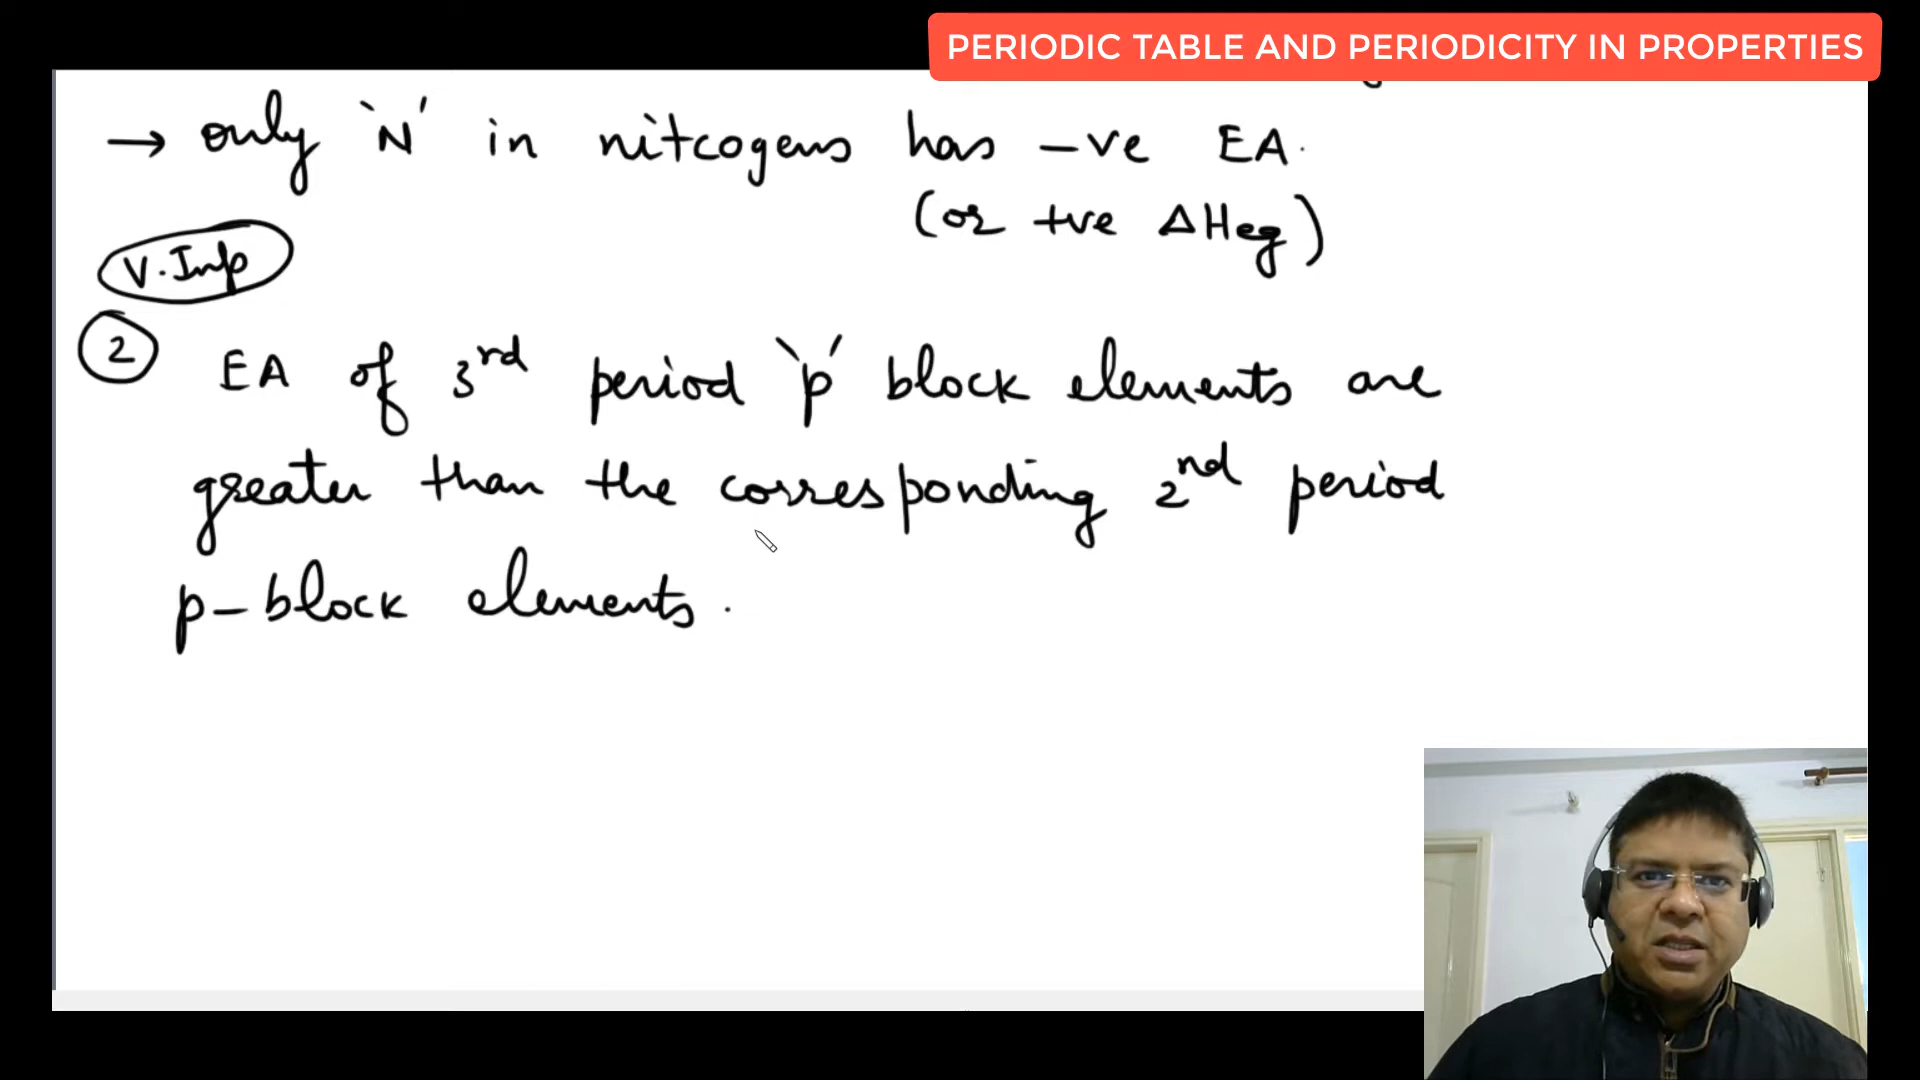 PERIODIC TABLE AND PERIODICITY IN PROPERTIES
→ only 'N' in nitcogens has -ve EA.
(or +ve ΔHeg)
V.Imp
2 EA of 3rd period 'p' block elements are
greater than the corresponding 2nd period
p-block elements.